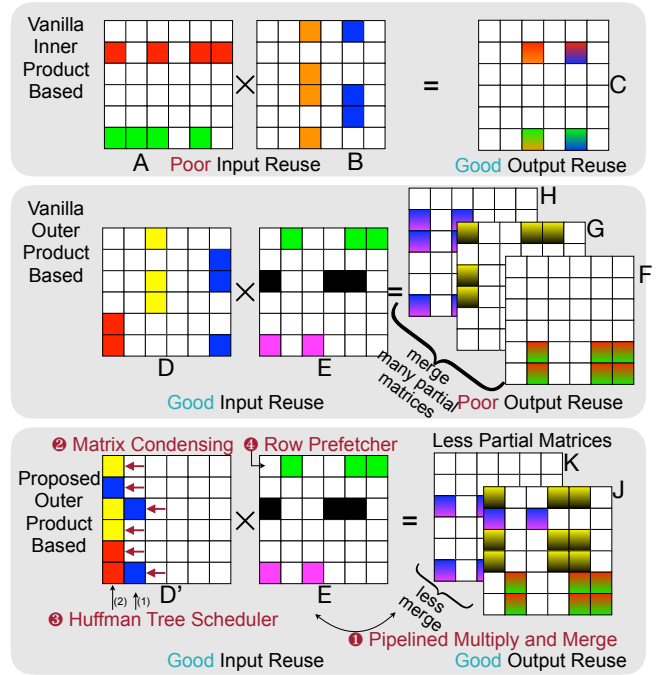 Vanilla
Inner
Product
Based
×
=
C
A
Poor Input Reuse
B
Good Output Reuse
Vanilla
Outer
Product
Based
H
G
F
×
=
D
E
merge
many partial
matrices
Good Input Reuse
Poor Output Reuse
❷ Matrix Condensing
❹ Row Prefetcher
Less Partial Matrices
K
J
Proposed
Outer
Product
Based
×
=
(2)
(1)
D'
E
less
merge
❸ Huffman Tree Scheduler
❶ Pipelined Multiply and Merge
Good Input Reuse
Good Output Reuse